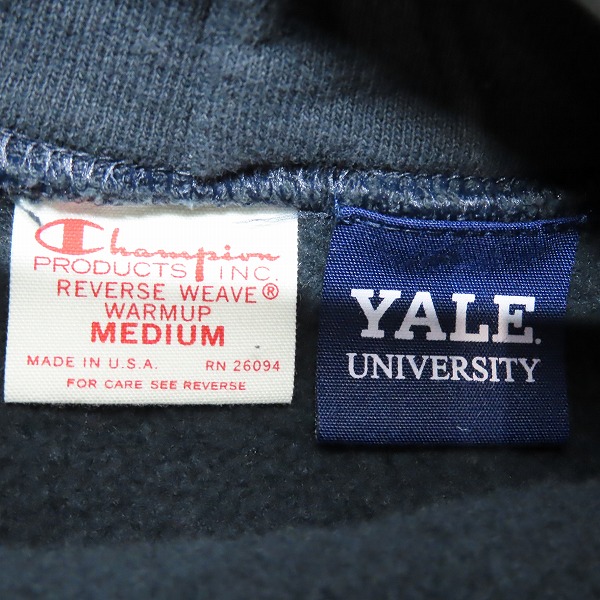 Champion
PRODUCTS INC.
REVERSE WEAVE®
WARMUP
MEDIUM
MADE IN U.S.A. RN 26094
FOR CARE SEE REVERSE
YALE.
UNIVERSITY